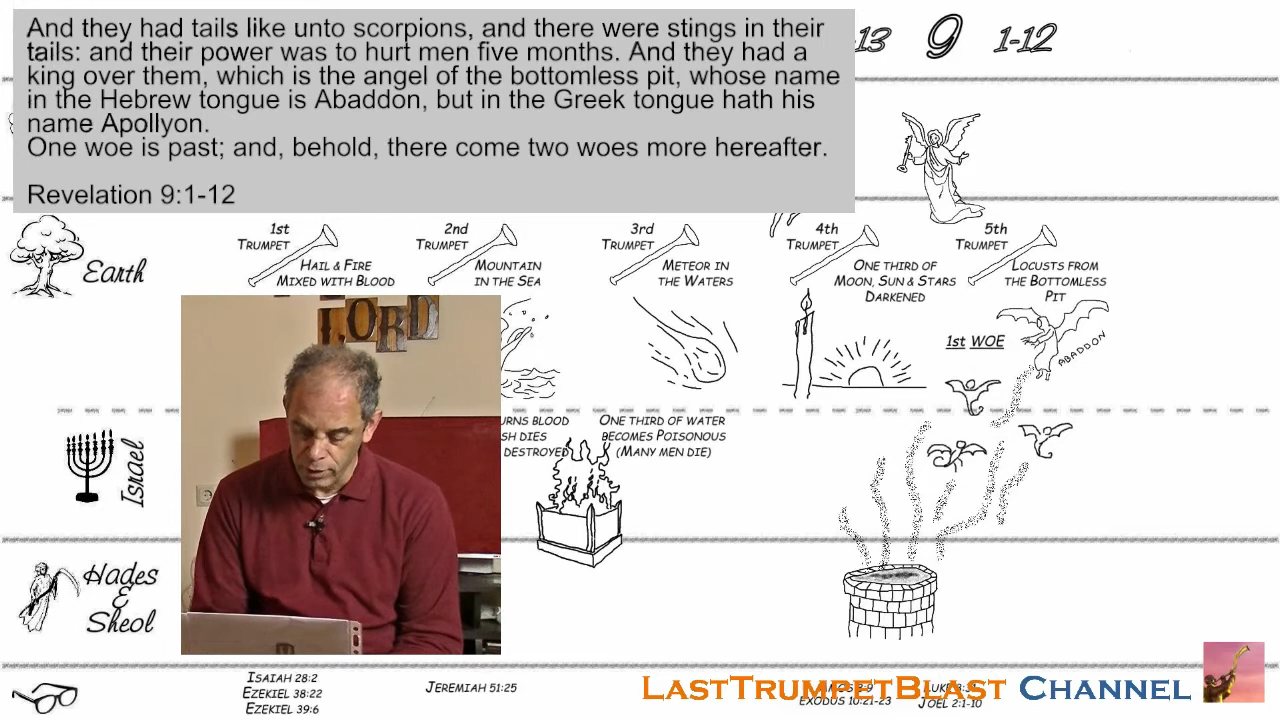 And they had tails like unto scorpions, and there were stings in their
tails: and their power was to hurt men five months. And they had a
king over them, which is the angel of the bottomless pit, whose name
in the Hebrew tongue is Abaddon, but in the Greek tongue hath his
name Apollyon.
One woe is past; and, behold, there come two woes more hereafter.
Revelation 9:1-12
-13 9 1-12
Earth
1st
TRUMPET
HAIL & FIRE
MIXED WITH BLOOD
2nd
TRUMPET
MOUNTAIN
IN THE SEA
3rd
TRUMPET
METEOR IN
THE WATERS
4th
TRUMPET
ONE THIRD OF
MOON, SUN & STARS
DARKENED
5th
TRUMPET
LOCUSTS FROM
THE BOTTOMLESS
PIT
1st WOE
ABADDON
LORD
Israel
URNS BLOOD
SH DIES
DESTROYED
ONE THIRD OF WATER
BECOMES POISONOUS
(MANY MEN DIE)
Hades
&
Sheol
ISAIAH 28:2
EZEKIEL 38:22
EZEKIEL 39:6
JEREMIAH 51:25
EXODUS 10:21-23
JOEL 2:1-10
LASTTRUMPETBLAST CHANNEL